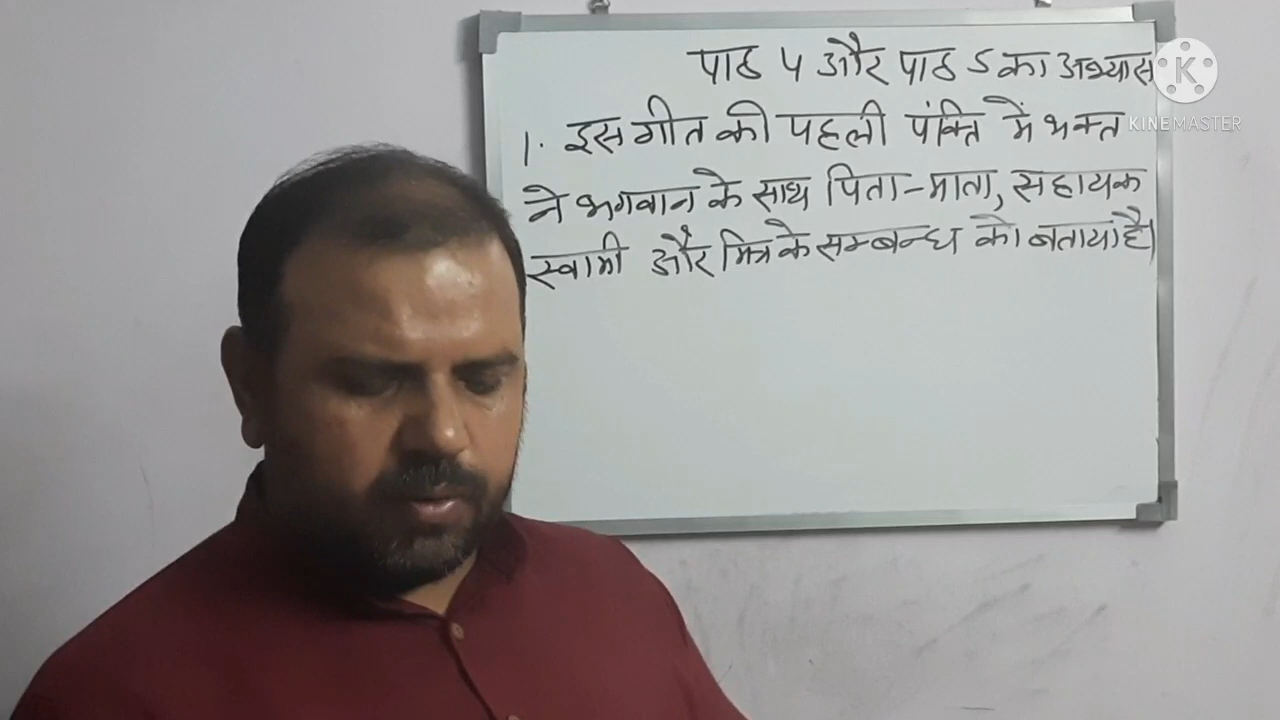 पाठ 4 और पाठ 5 का अभ्यास
1. इस गीत की पहली पंक्ति में भक्त
ने भगवान के साथ पिता-माता, सहायक
स्वामी और मित्र के सम्बन्ध को बताया है।
K
KINEMASTER